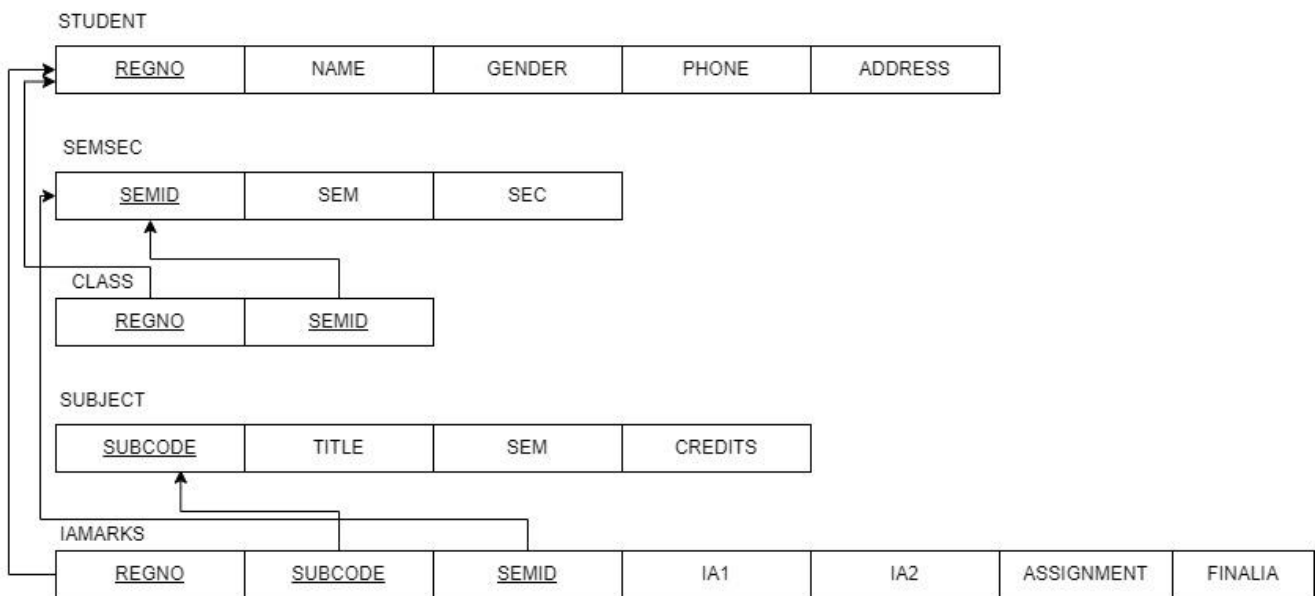 STUDENT
REGNO NAME GENDER PHONE ADDRESS
SEMSEC
SEMID SEM SEC
CLASS
REGNO SEMID
SUBJECT
SUBCODE TITLE SEM CREDITS
IAMARKS
REGNO SUBCODE SEMID IA1 IA2 ASSIGNMENT FINALIA